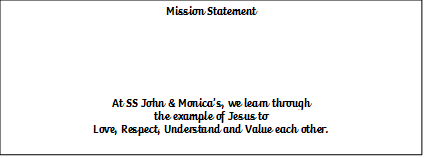 Mission Statement
At SS John & Monica's, we learn through
the example of Jesus to
Love, Respect, Understand and Value each other.